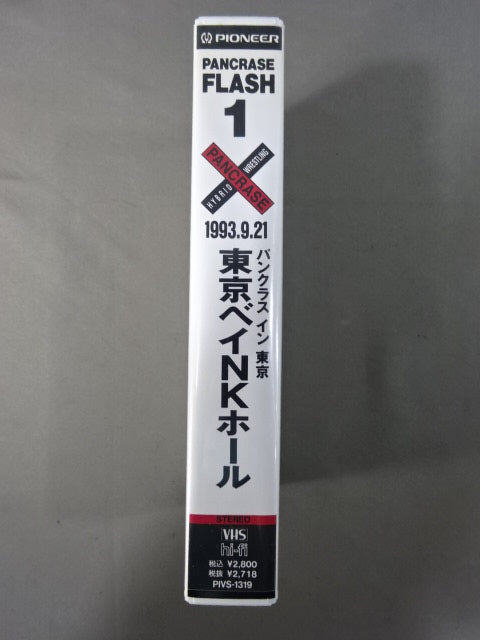 PIONEER
PANCRASE
FLASH
1
HYBRID WRESTLING
PANCRASE
1993.9.21
パンクラス イン 東京
東京ベイNKホール
STEREO
VHS
hi-fi
税込 ¥2,800
税抜 ¥2,718
PIVS-1319